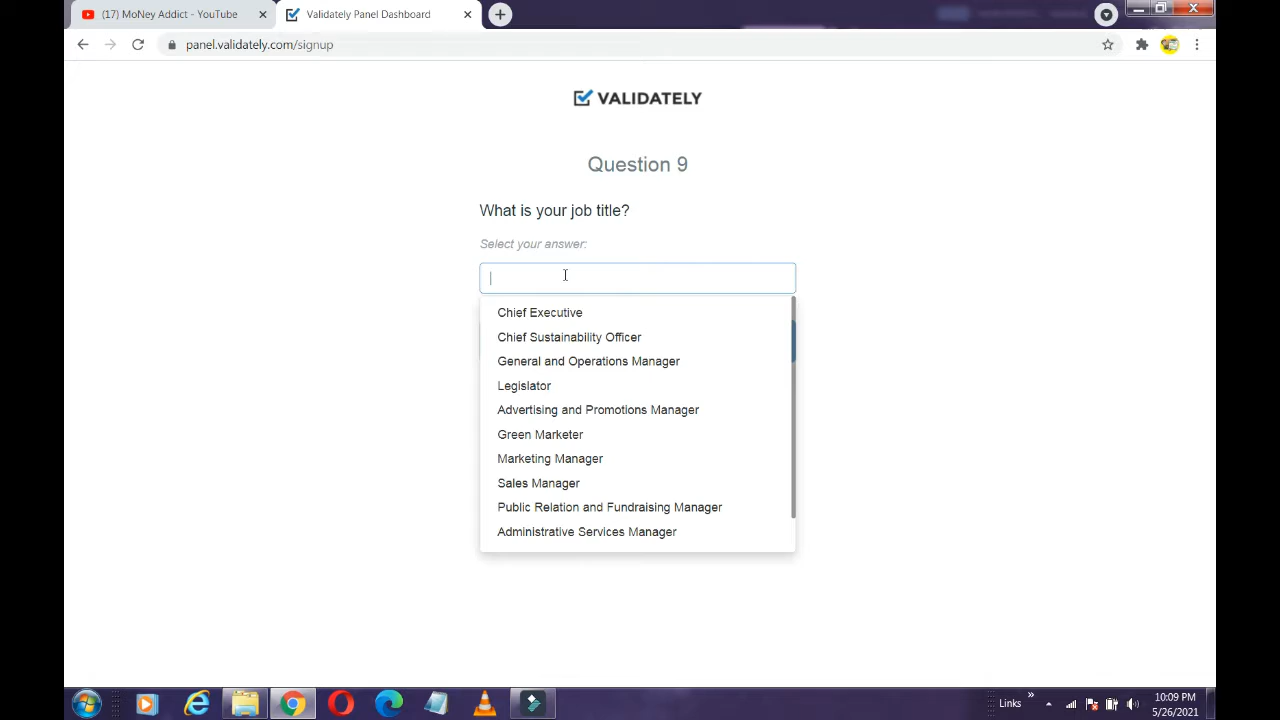 (17) MoNey Addict - YouTube
Validately Panel Dashboard
panel.validately.com/signup
VALIDATELY
Question 9
What is your job title?
Select your answer:
Chief Executive
Chief Sustainability Officer
General and Operations Manager
Legislator
Advertising and Promotions Manager
Green Marketer
Marketing Manager
Sales Manager
Public Relation and Fundraising Manager
Administrative Services Manager
Links
10:09 PM
5/26/2021